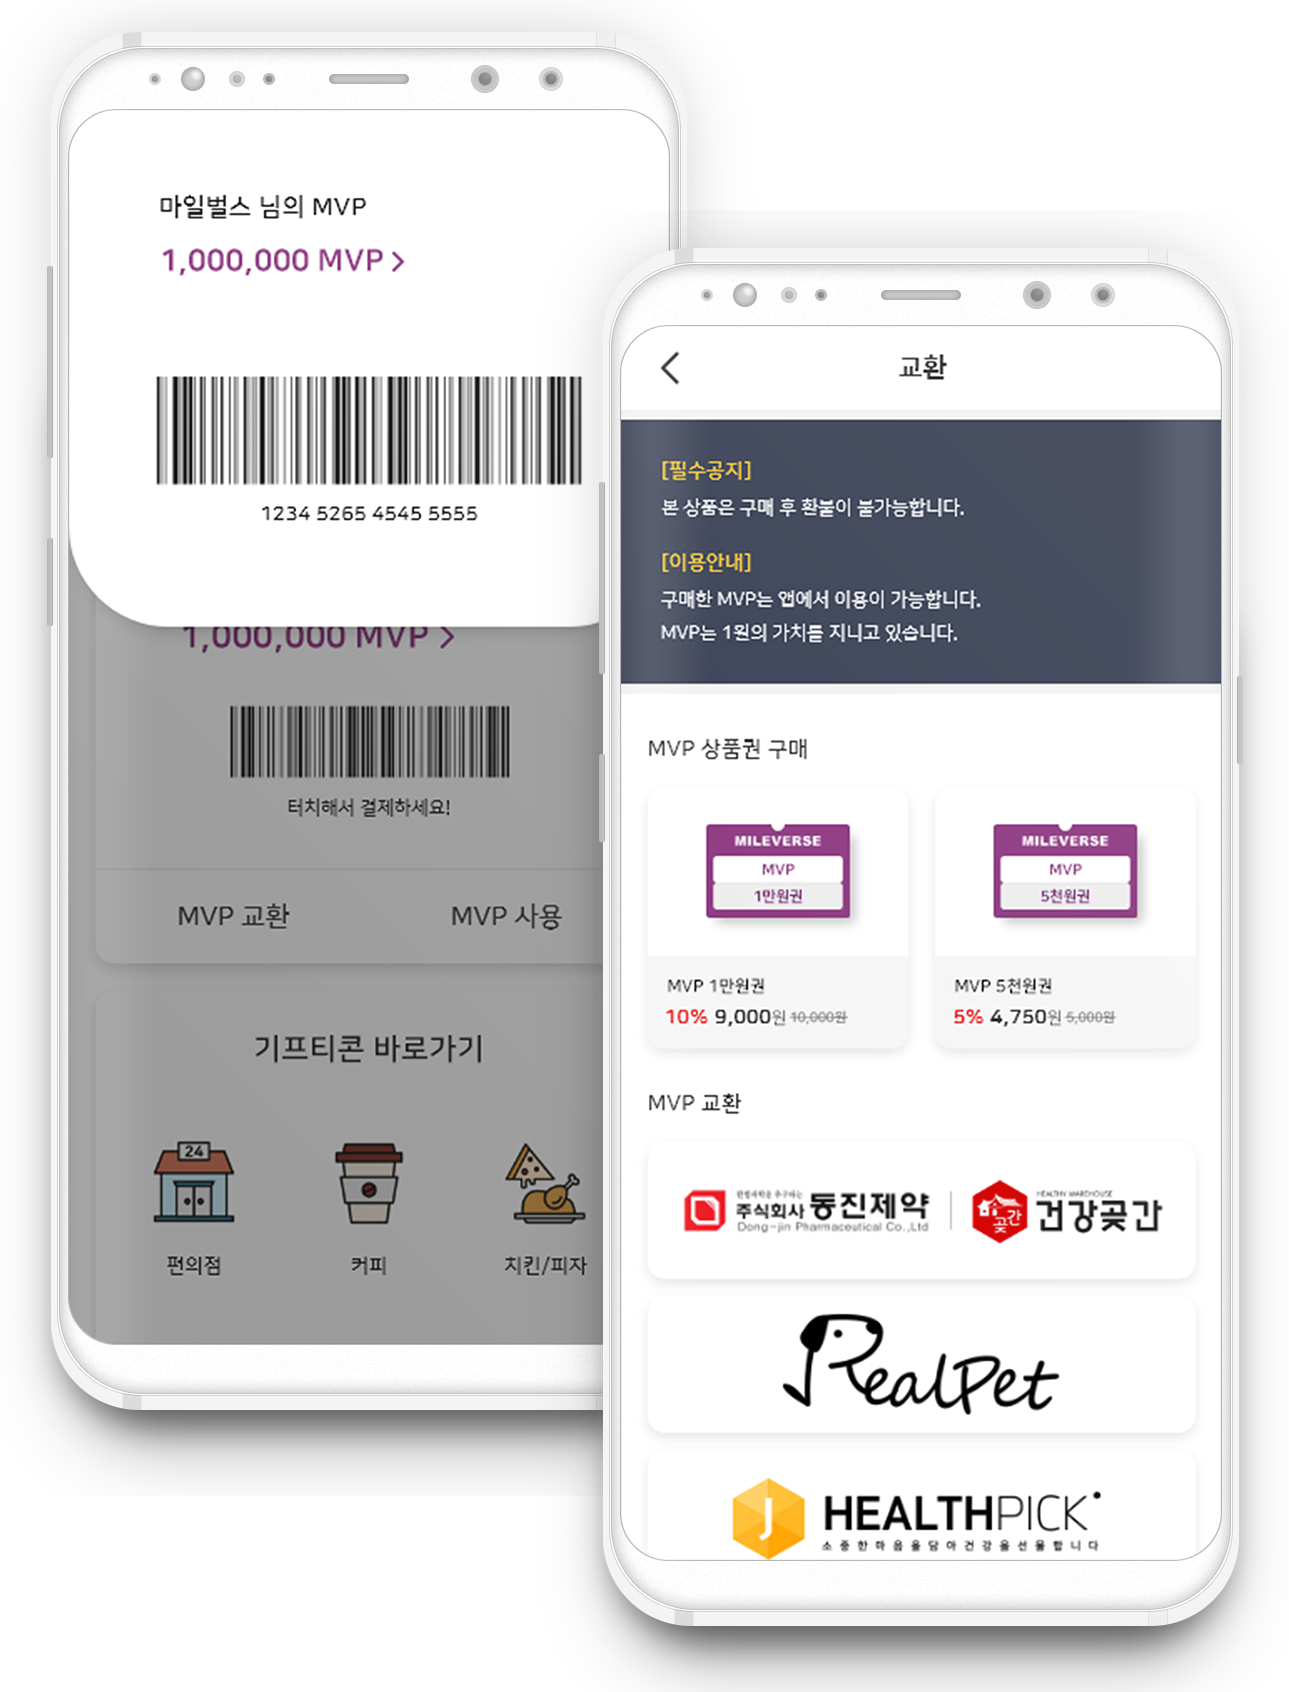 마일벌스 님의 MVP
1,000,000 MVP >
1234 5265 4545 5555
1,000,000 MVP >
터치해서 결제하세요!
MVP 교환
MVP 사용
기프티콘 바로가기
24
편의점
커피
치킨/피자
교환
[필수공지]
본 상품은 구매 후 환불이 불가능합니다.
[이용안내]
구매한 MVP는 앱에서 이용이 가능합니다.
MVP는 1원의 가치를 지니고 있습니다.
MVP 상품권 구매
MILEVERSE
MVP
1만원권
MILEVERSE
MVP
5천원권
MVP 1만원권
10% 9,000원 10,000원
MVP 5천원권
5% 4,750원 5,000원
MVP 교환
주식회사 동진제약
Dong-jin Pharmaceutical Co.,Ltd
곳간
HEALTHY WAREHOUSE
건강곶간
RealPet
J HEALTHPICK
소중한마음을담아건강을선물합니다